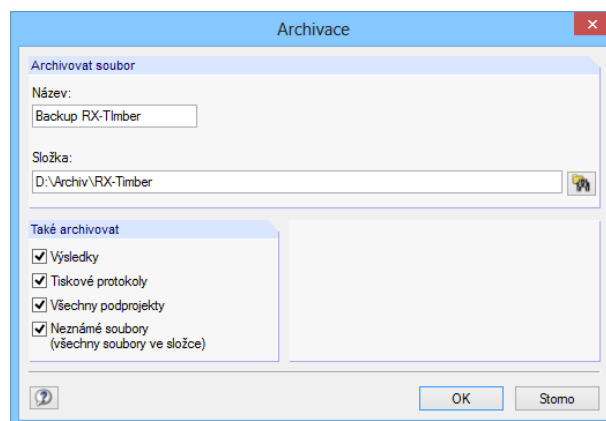 Archivace
Archivovat soubor
Název:
Backup RX-TImber
Složka:
D:\Archiv\RX-Timber
Také archivovat
Výsledky
Tiskové protokoly
Všechny podprojekty
Neznámé soubory
(všechny soubory ve složce)
OK
Storno